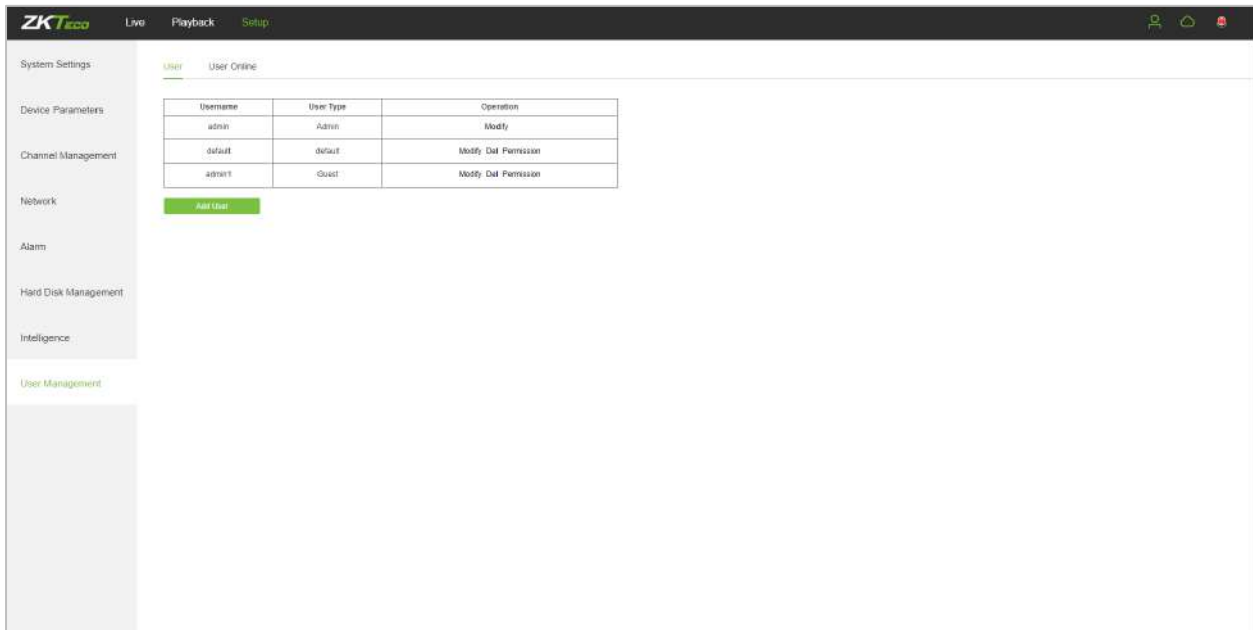 ZKTeco Live Playback Setup
System Settings
Device Parameters
Channel Management
Network
Alarm
Hard Disk Management
Intelligence
User Management
User User Online
Username User Type Operation
admin Admin Modify
default default Modify Del Permission
admin1 Guest Modify Del Permission
Add User